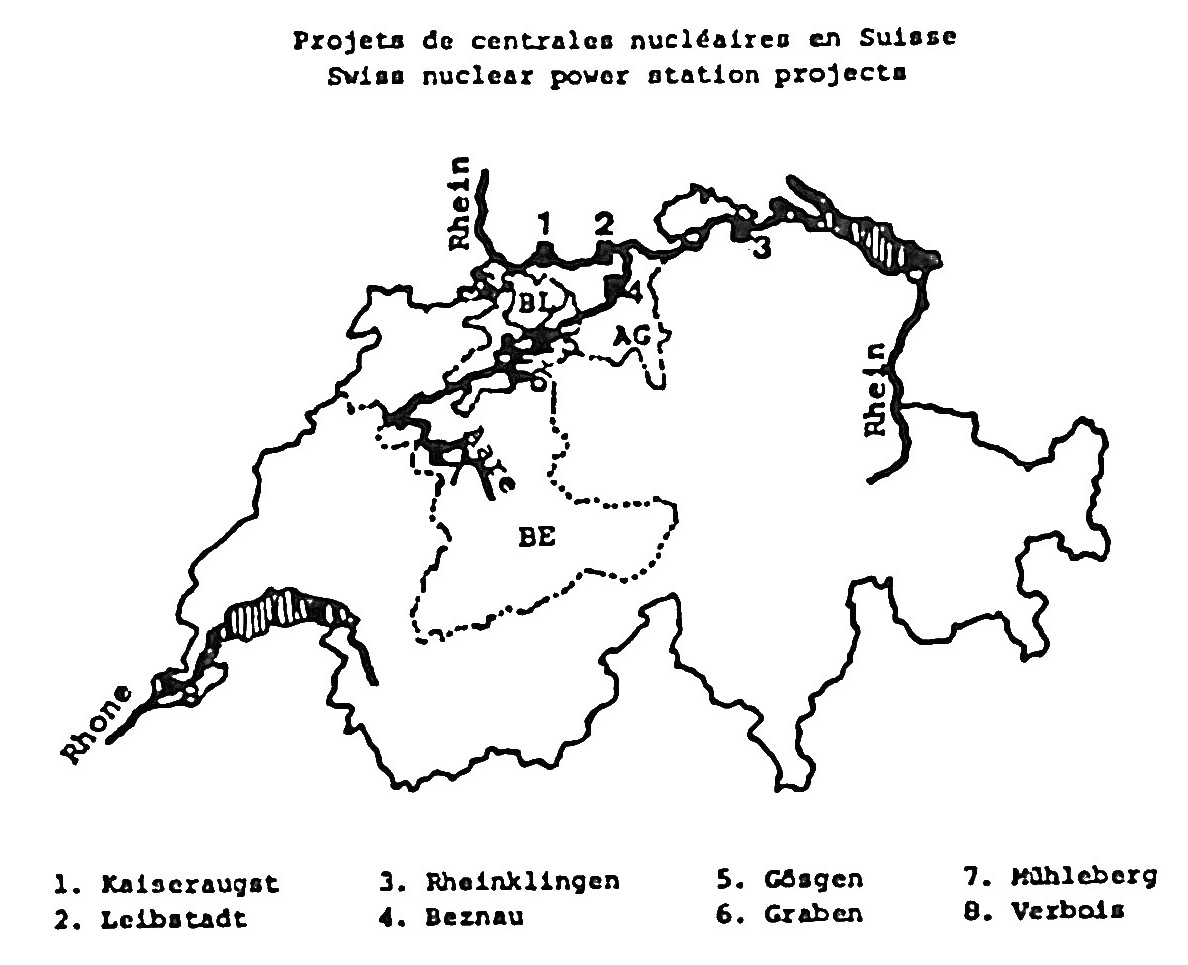 Projets de centrales nucléaires en Suisse
Swiss nuclear power station projects
Rhein
1
2
3
BL
4
AG
Rhein
6
Aare
BE
Rhone
1. Kaiseraugst
3. Rheinklingen
5. Gösgen
7. Mühleberg
2. Leibstadt
4. Beznau
6. Graben
8. Verbois